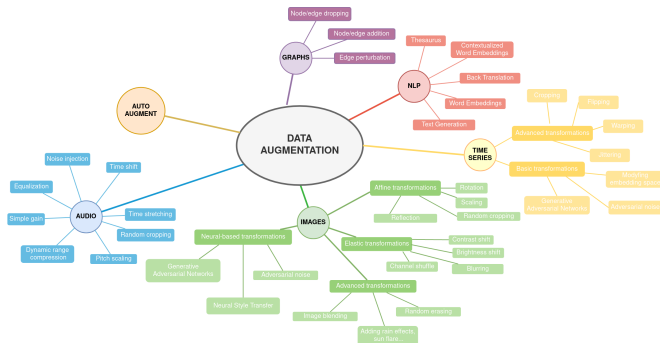 Node/edge dropping
Node/edge addition
GRAPHS
Edge perturbation
Thesaurus
Contextualized
Word Embeddings
Back Translation
NLP
Word Embeddings
Text Generation
AUTO
AUGMENT
DATA
AUGMENTATION
Cropping
Flipping
Advanced transformations
TIME
SERIES
Basic transformations
Generative
Adversarial Networks
Noise injection
Time shift
Equalization
AUDIO
Simple gain
Time stretching
Random cropping
Dynamic range
compression
Pitch scaling
IMAGES
Affine transformations
Rotation
Scaling
Random cropping
Reflection
Neural-based transformations
Generative
Adversarial Networks
Adversarial noise
Neural Style Transfer
Elastic transformations
Contrast shift
Brightness shift
Blurring
Channel shuffle
Advanced transformations
Random erasing
Image blending
Adding rain effects,
sun flare...